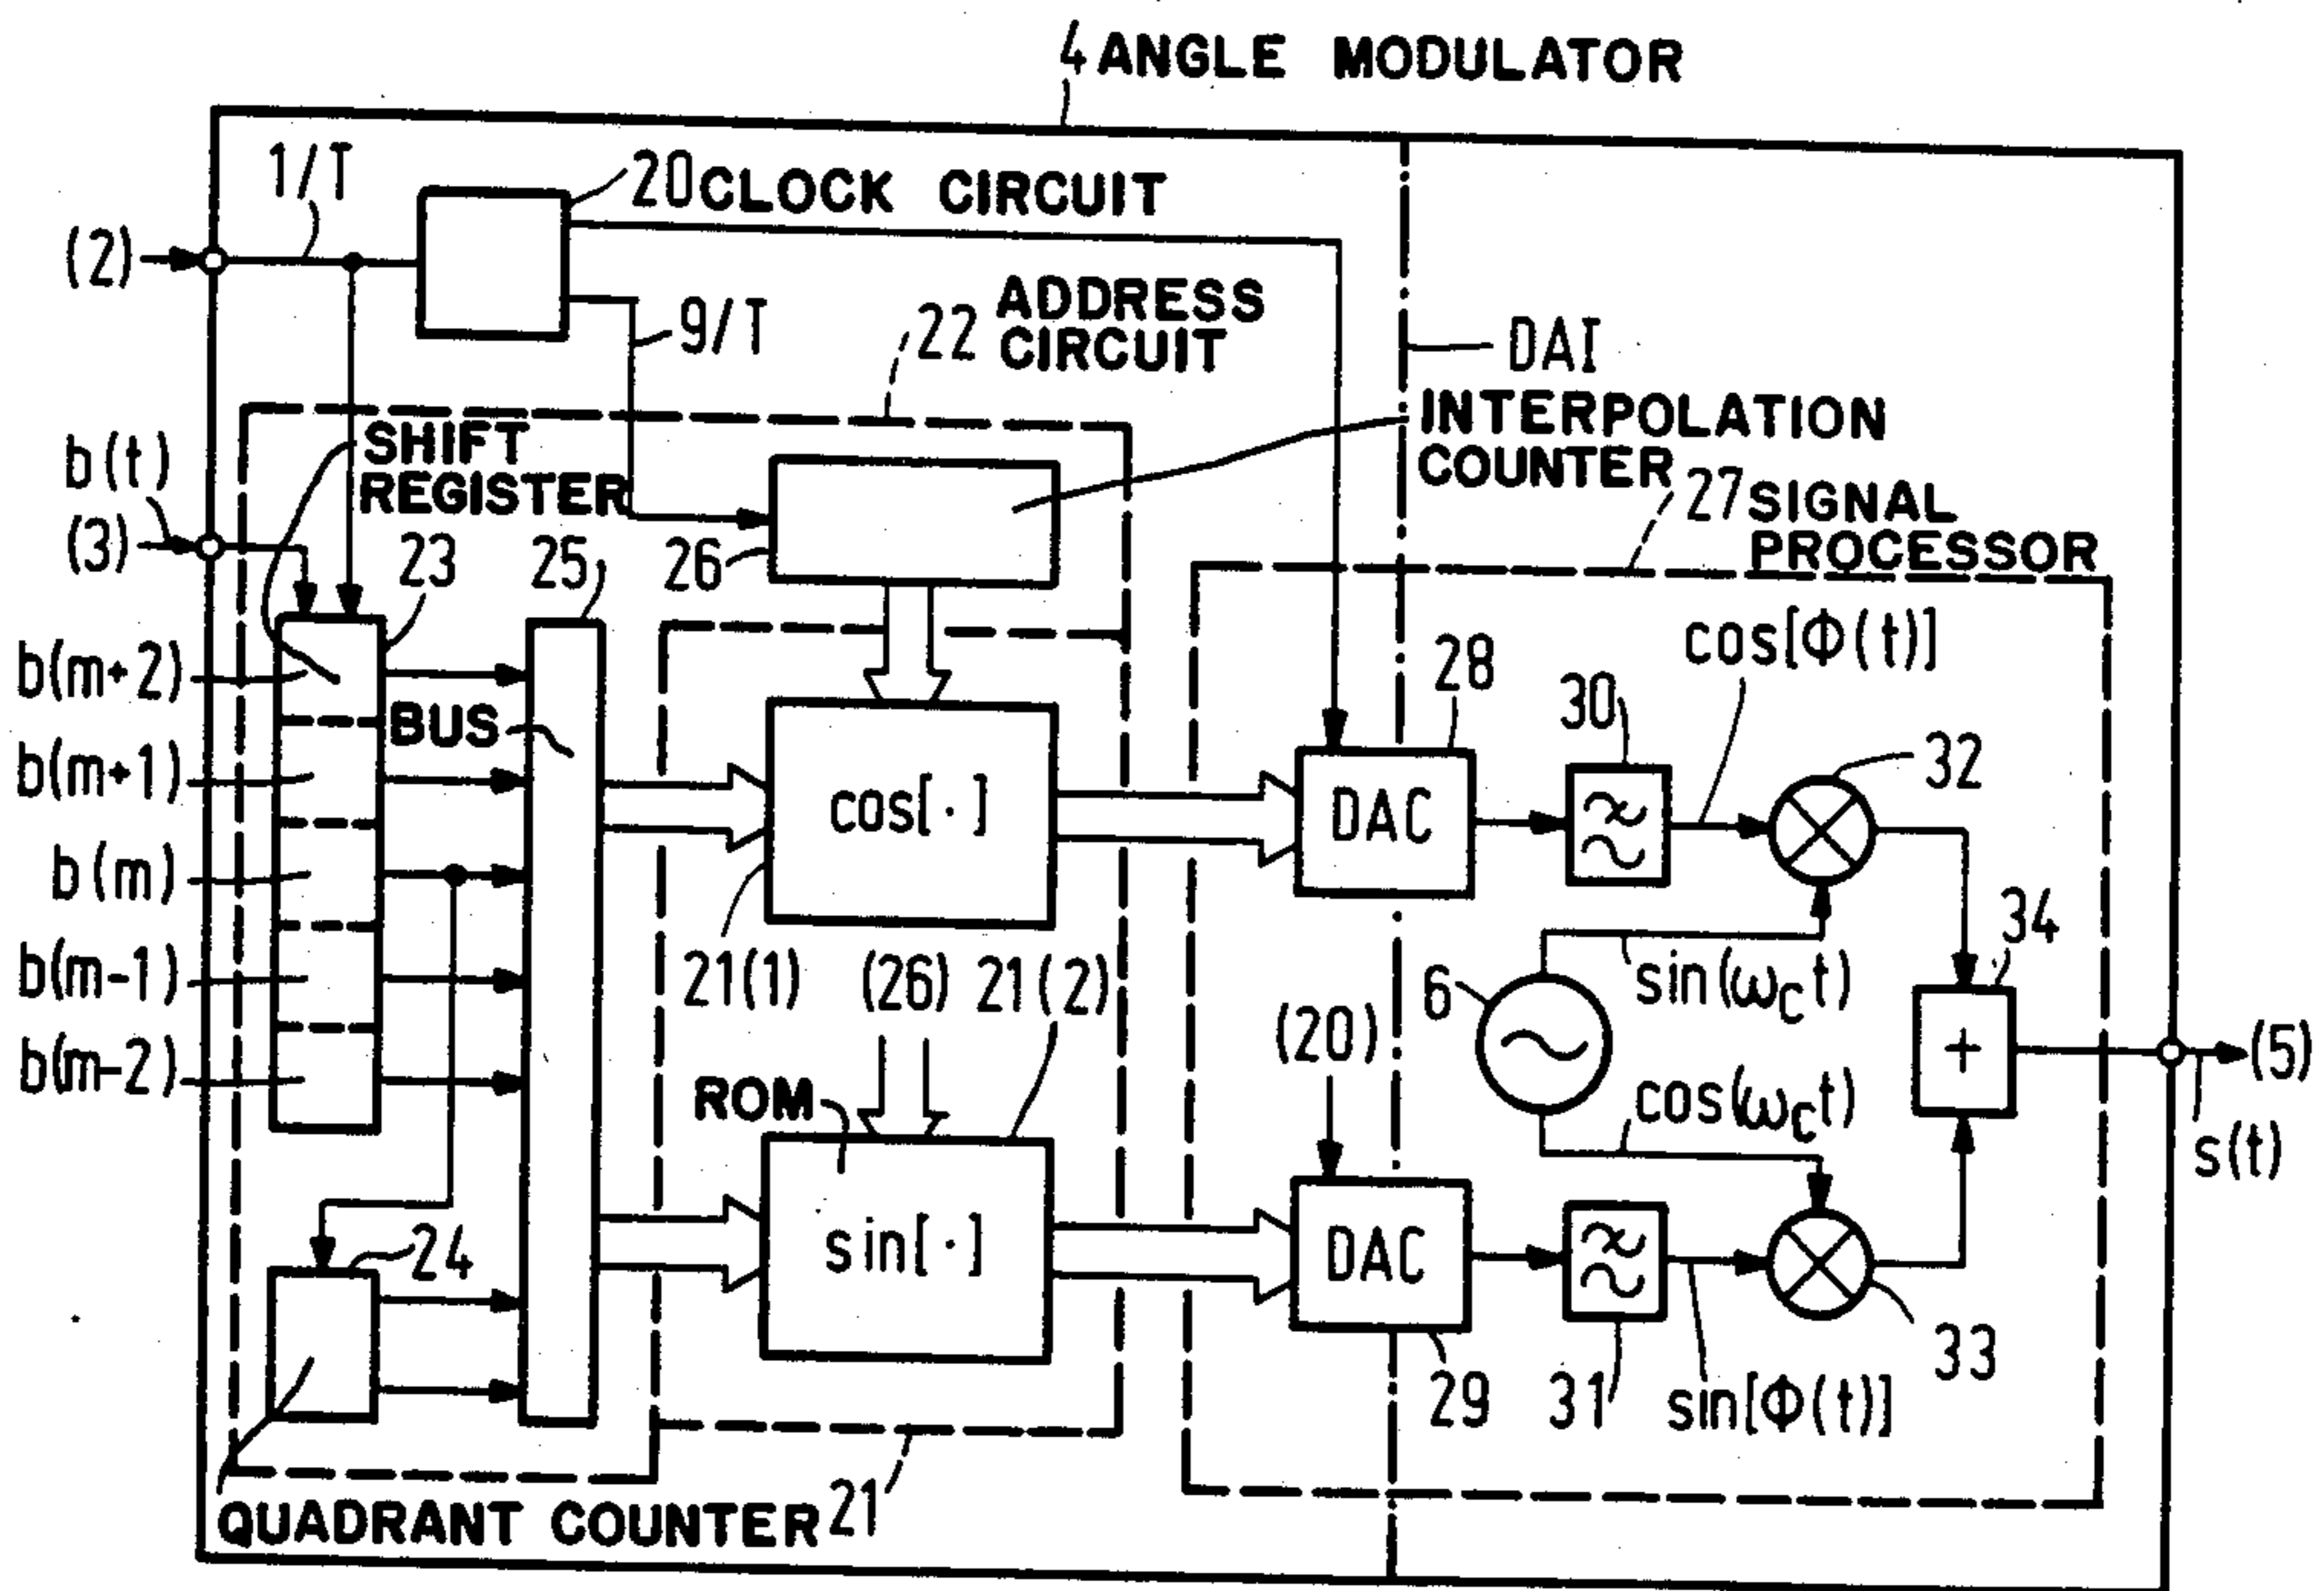 4 ANGLE MODULATOR
1/T
20 CLOCK CIRCUIT
(2)
9/T
22 ADDRESS
CIRCUIT
DAI
INTERPOLATION
COUNTER
b(t)
(3)
SHIFT
REGISTER
23
25
26
27 SIGNAL
PROCESSOR
b(m+2)
b(m+1)
b(m)
b(m-1)
b(m-2)
BUS
cos[·]
21(1)
(26)
21(2)
28
DAC
30
cos[Φ(t)]
32
34
6
sin(ωct)
(20)
cos(ωct)
+
(5)
s(t)
ROM
sin[·]
24
DAC
29
31
sin[Φ(t)]
33
QUADRANT COUNTER
21